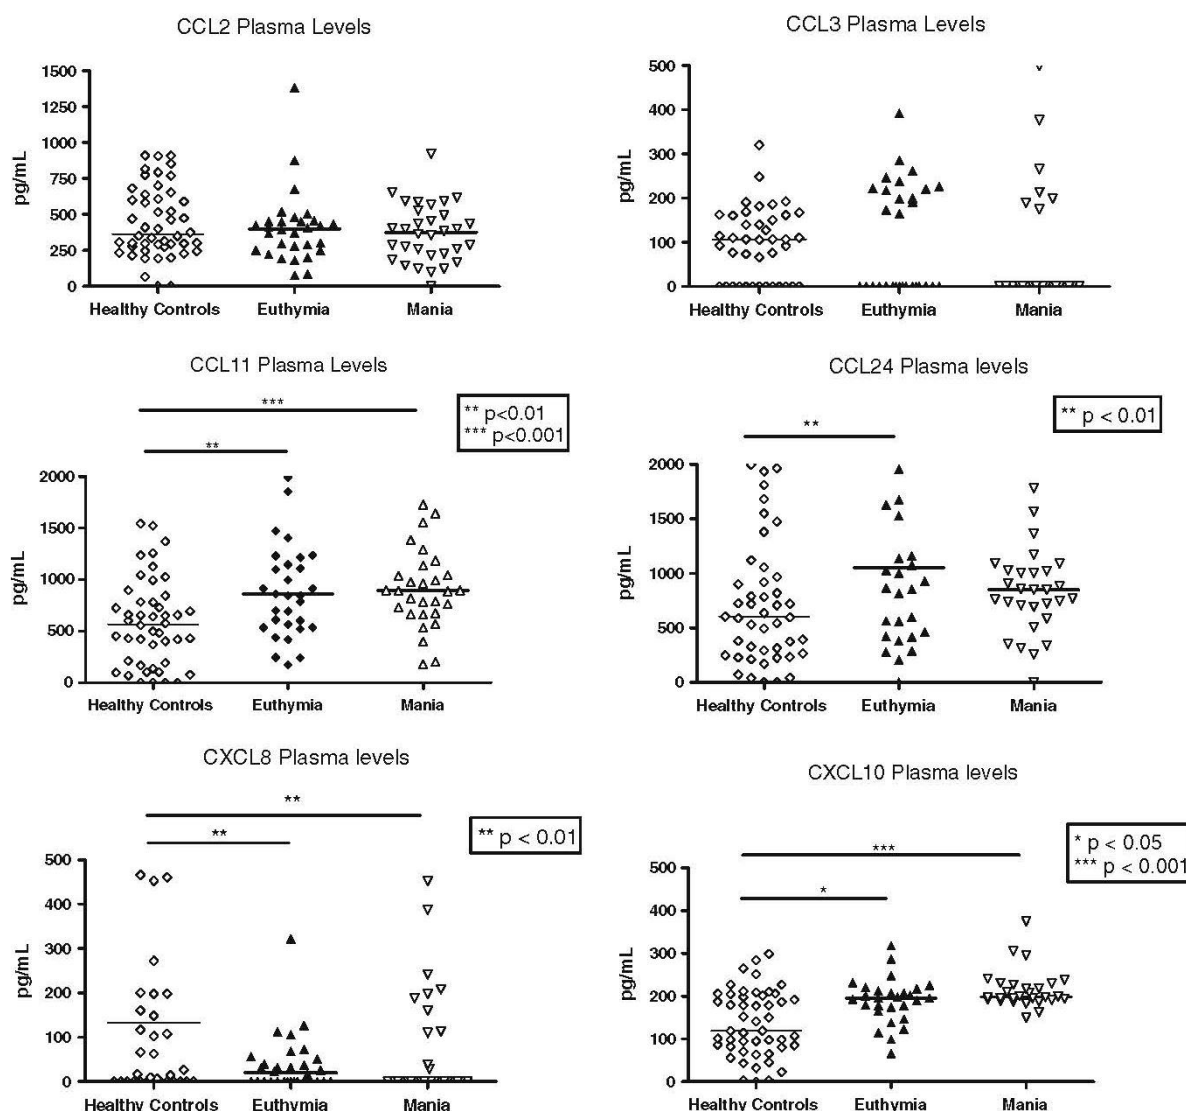 CCL2 Plasma Levels
1500
1250
1000
750
500
250
0
pg/mL
Healthy Controls Euthymia Mania
CCL3 Plasma Levels
500
400
300
200
100
0
pg/mL
Healthy Controls Euthymia Mania
CCL11 Plasma Levels
***
**
** p<0.01
*** p<0.001
2000
1500
1000
500
0
pg/mL
Healthy Controls Euthymia Mania
CCL24 Plasma levels
**
** p < 0.01
2000
1500
1000
500
0
pg/mL
Healthy Controls Euthymia Mania
CXCL8 Plasma levels
**
**
** p < 0.01
500
400
300
200
100
0
pg/mL
Healthy Controls Euthymia Mania
CXCL10 Plasma levels
***
*
* p < 0.05
*** p < 0.001
500
400
300
200
100
0
pg/mL
Healthy Controls Euthymia Mania